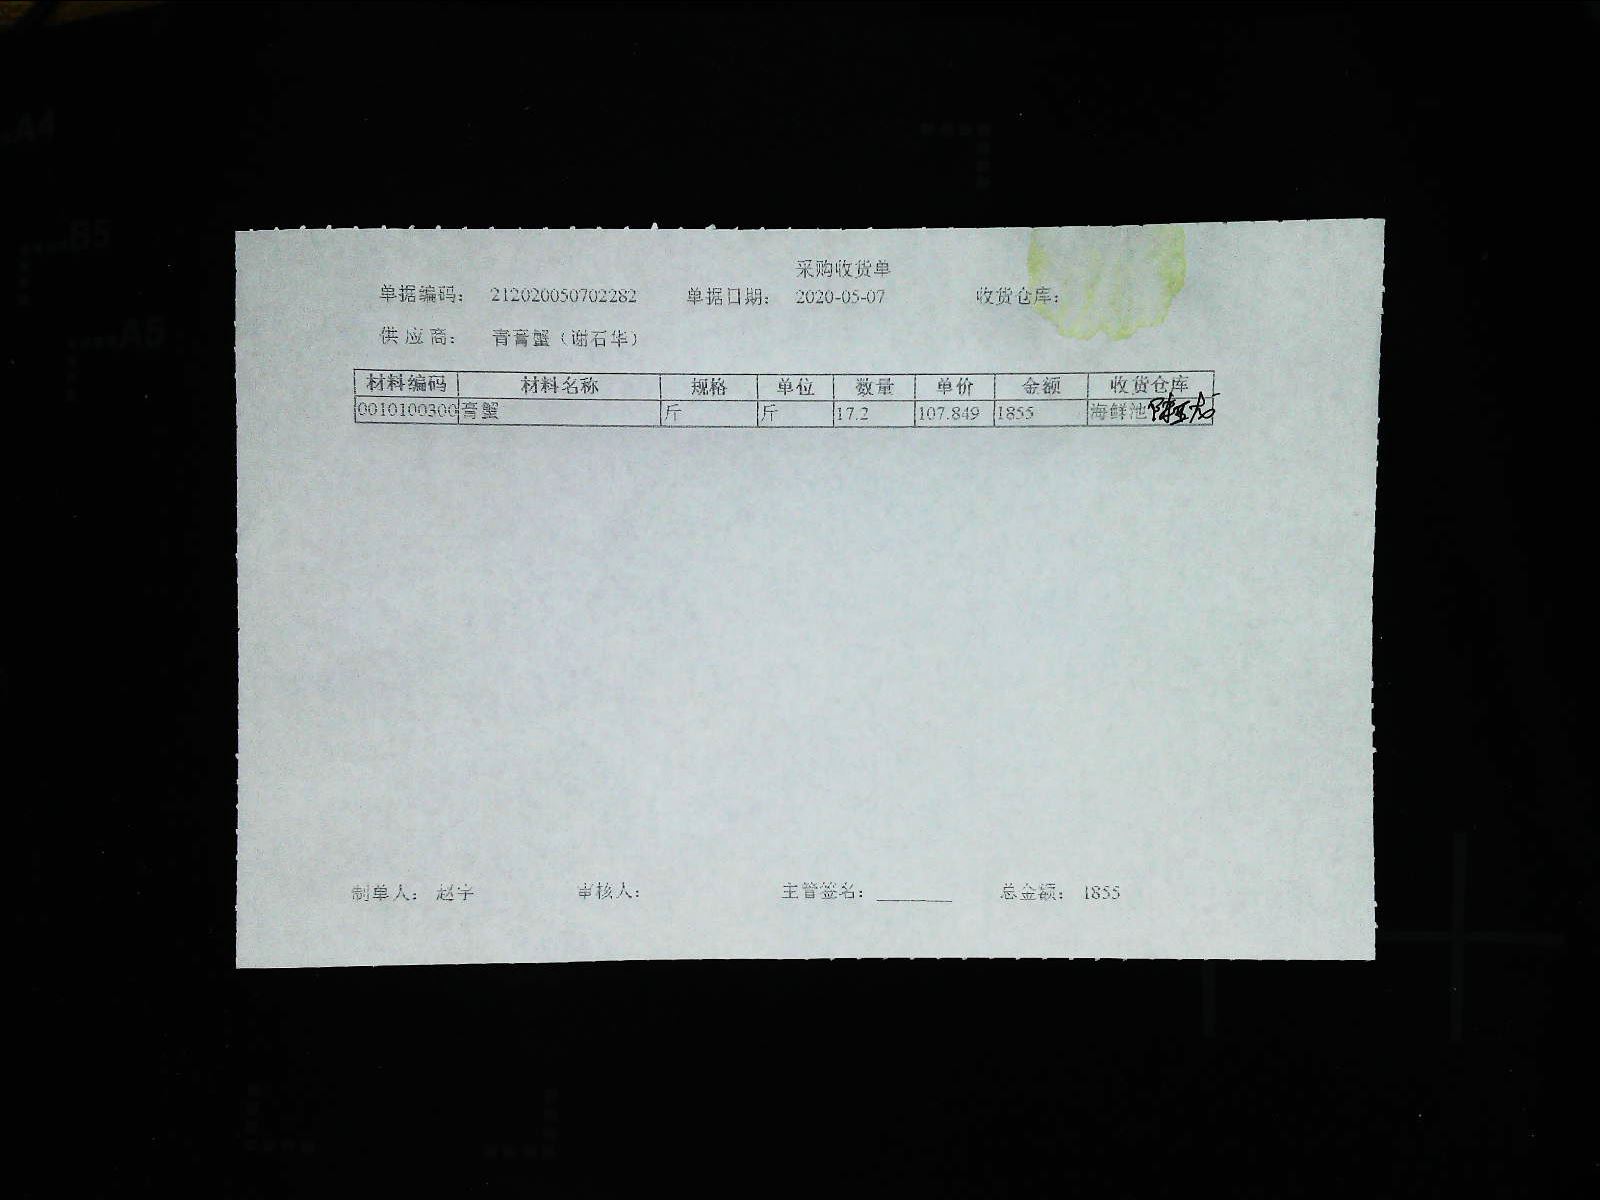 采购收货单
单据编码： 212020050702282 单据日期： 2020-05-07 收货仓库：
供 应 商： 青膏蟹（谢石华）
材料编码 材料名称 规格 单位 数量 单价 金额 收货仓库
0010100300 膏蟹 斤 斤 17.2 107.849 1855 海鲜池
制单人： 赵宇 审核人： 主管签名： ________ 总金额： 1855
A4
B5
A5